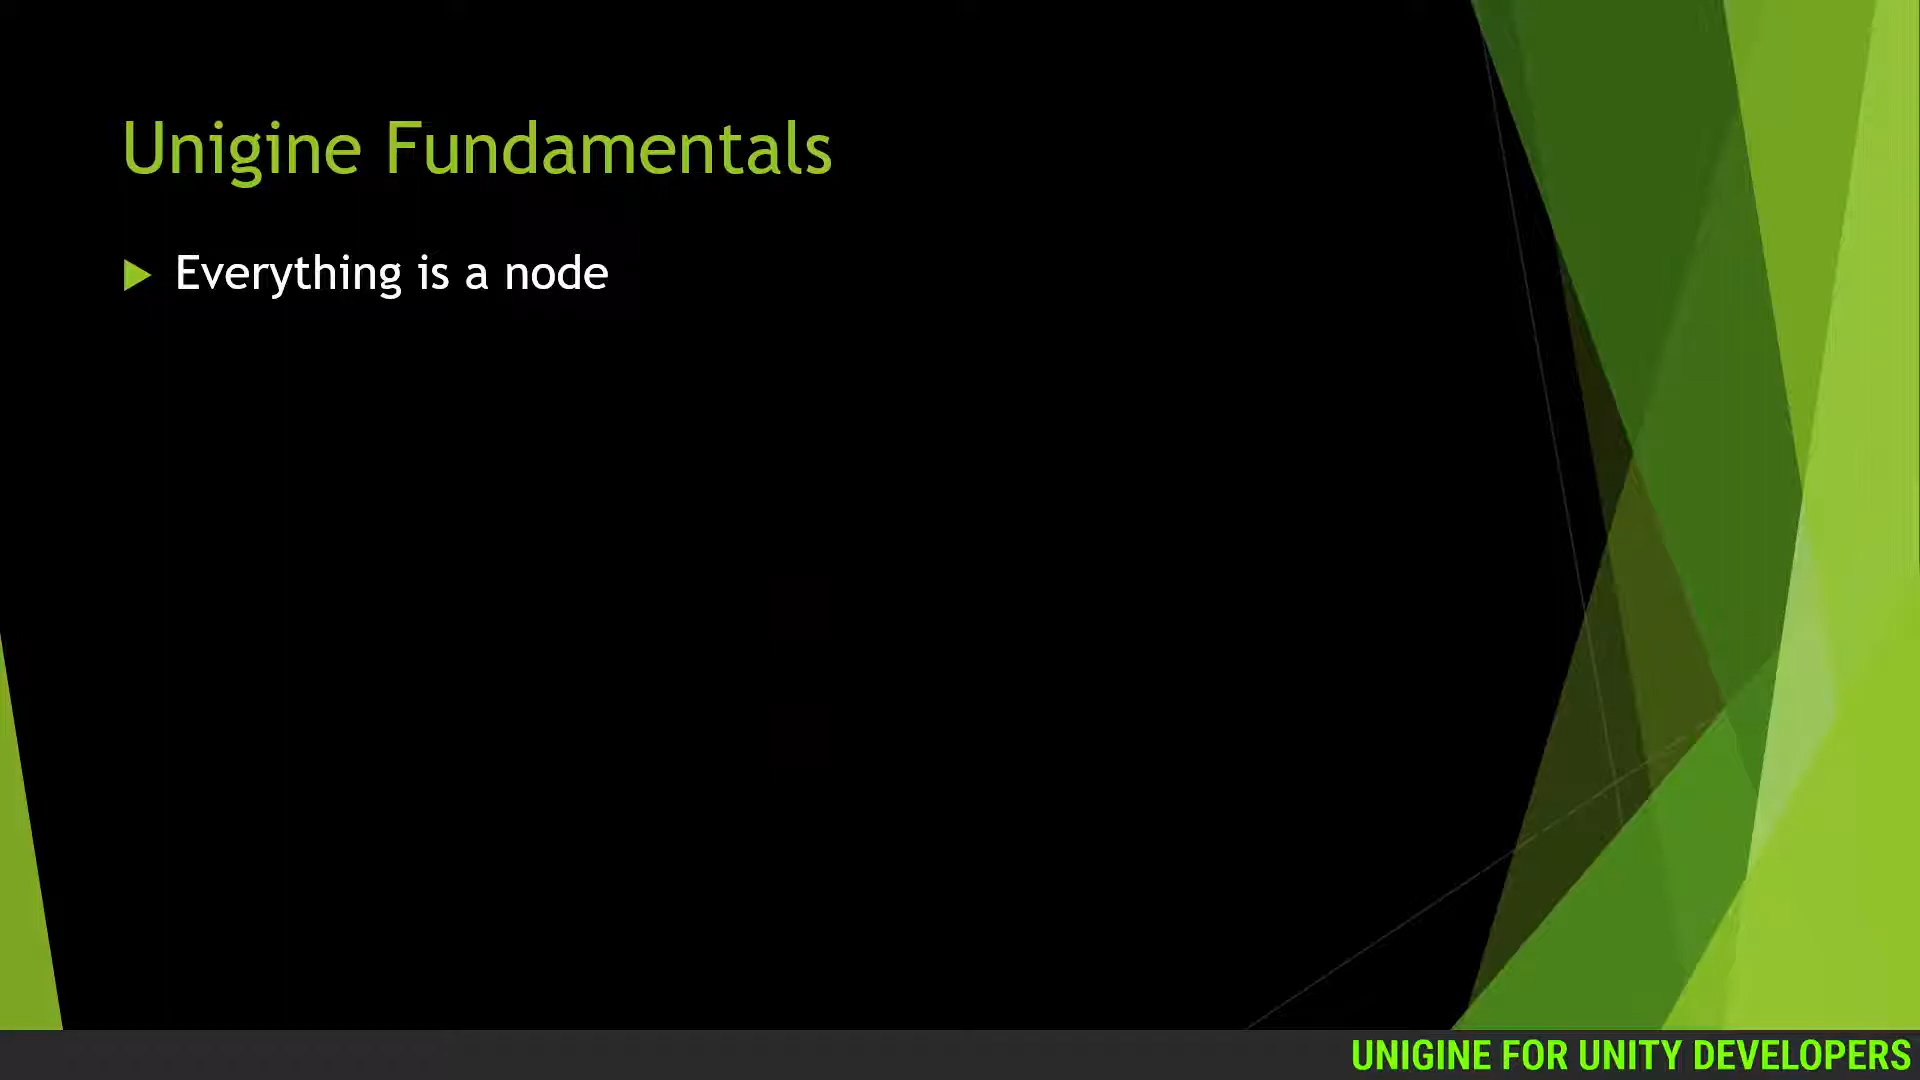 Unigine Fundamentals
Everything is a node
UNIGINE FOR UNITY DEVELOPERS